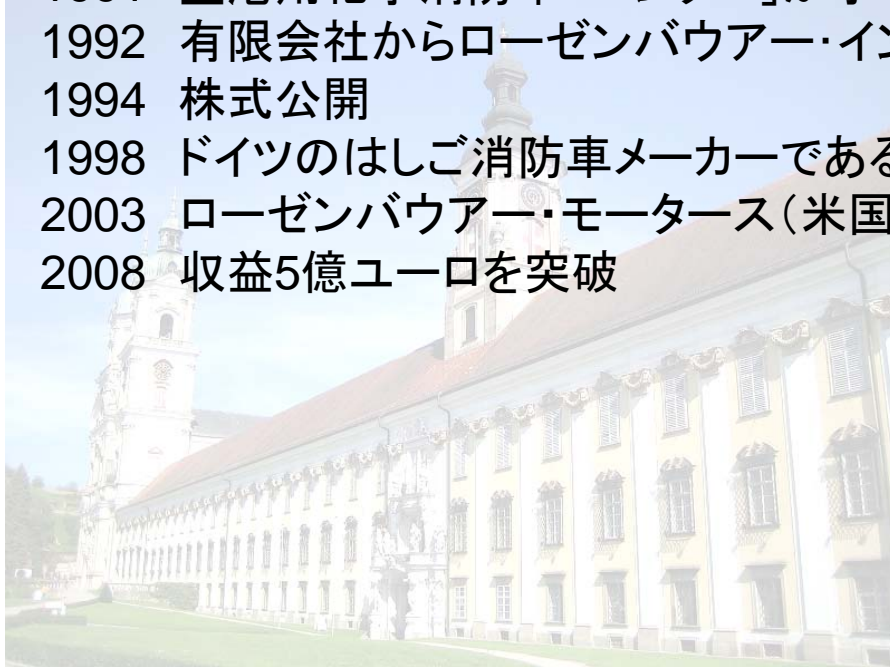 1992 有限会社からローゼンバウアー・イン
1994 株式公開
1998 ドイツのはしご消防車メーカーである
2003 ローゼンバウアー・モータース(米国
2008 収益5億ユーロを突破